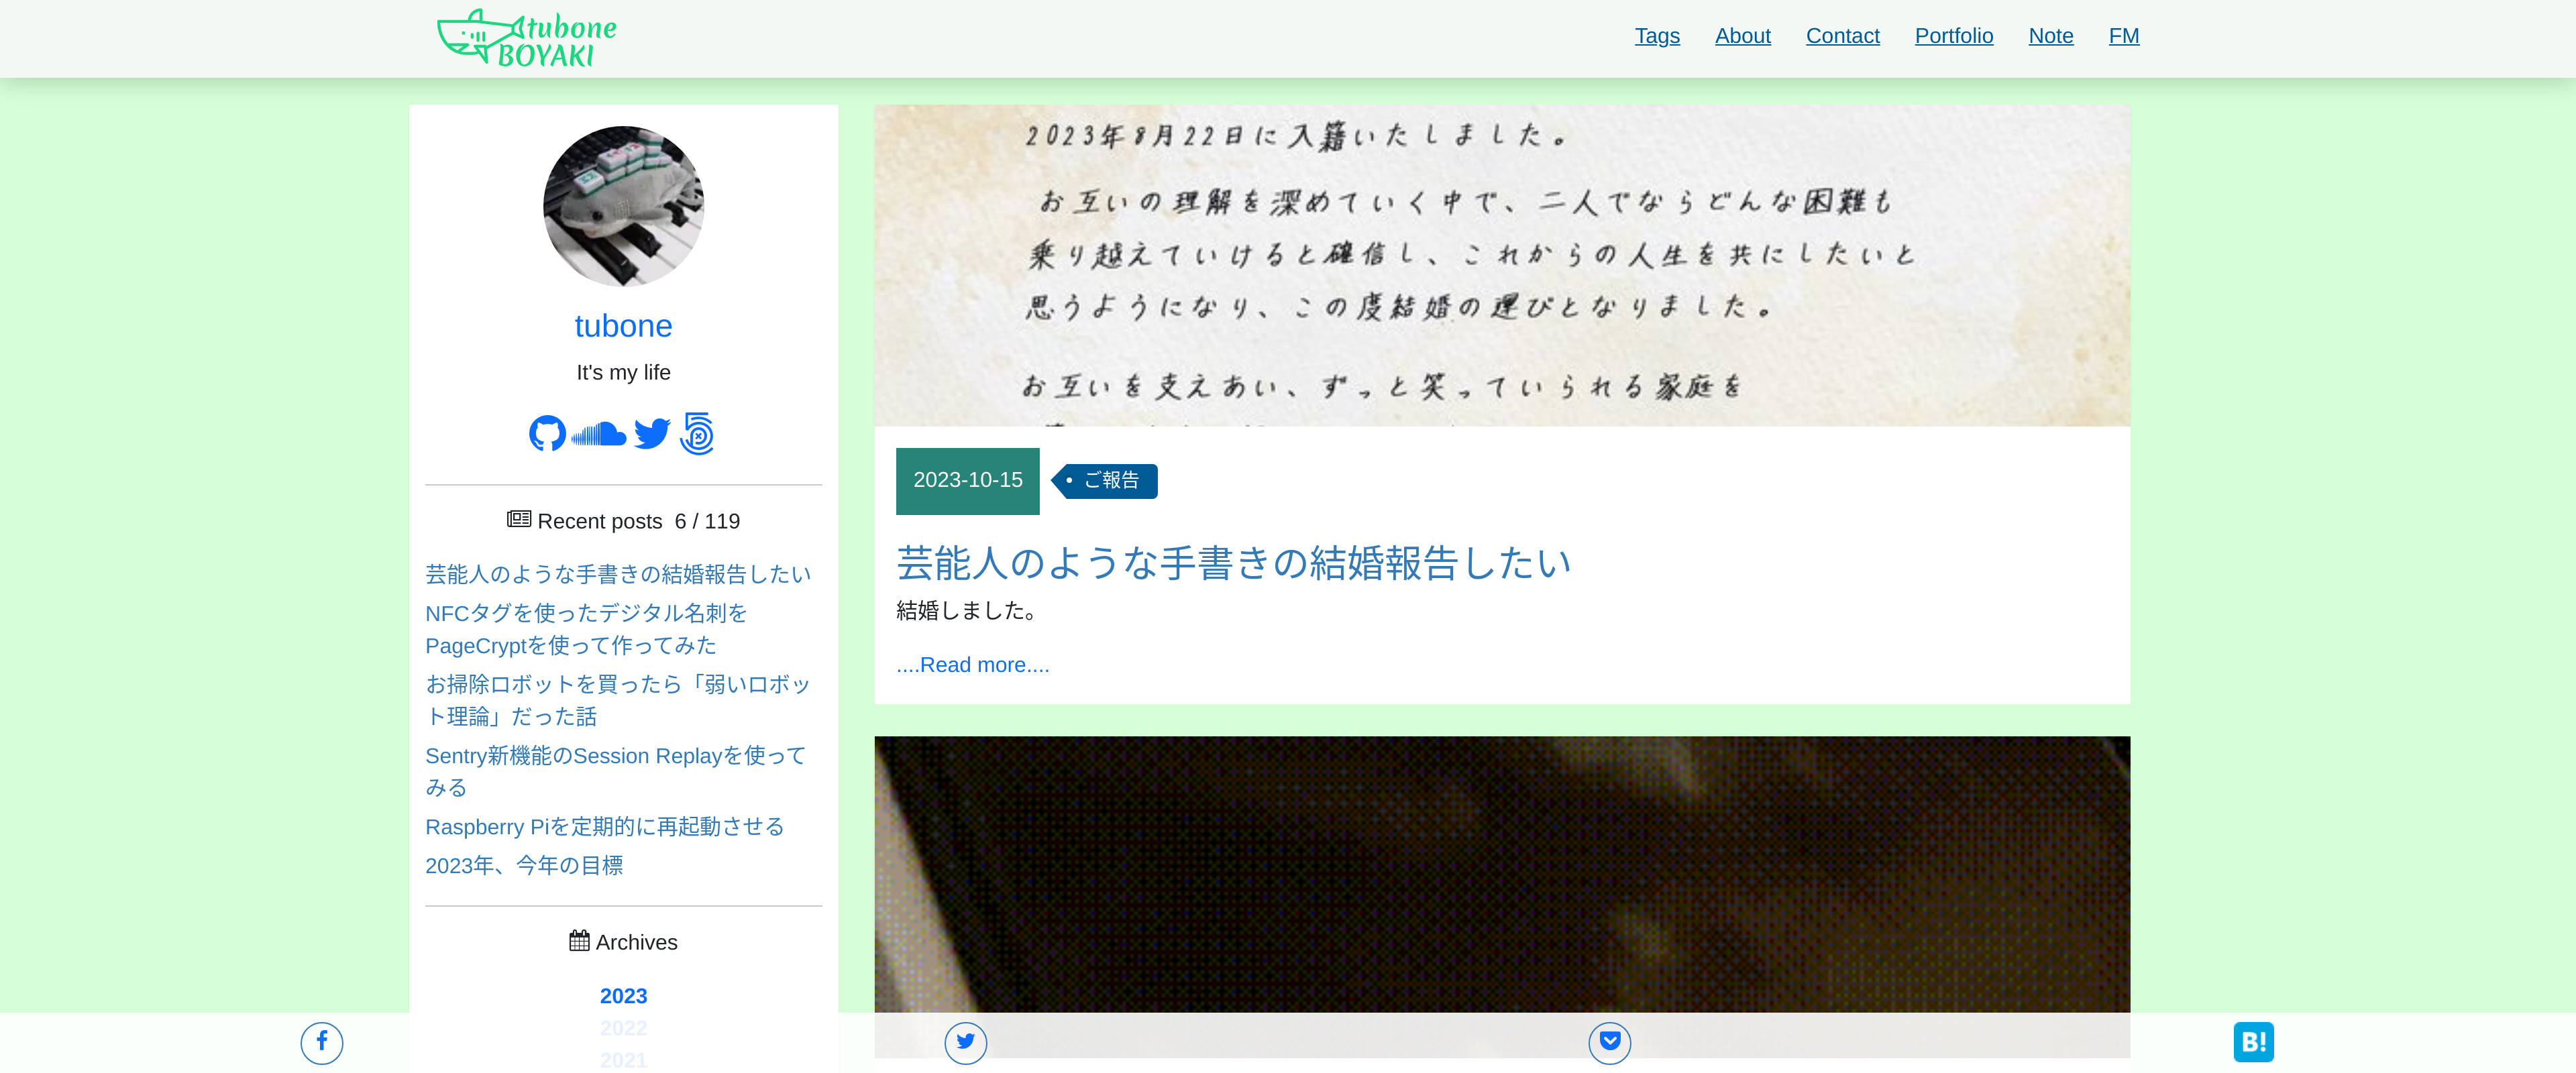 tubone
BOYAKI
Tags About Contact Portfolio Note FM
tubone
It's my life
Recent posts 6 / 119
芸能人のような手書きの結婚報告したい
NFCタグを使ったデジタル名刺を
PageCryptを使って作ってみた
お掃除ロボットを買ったら「弱いロボッ
ト理論」だった話
Sentry新機能のSession Replayを使って
みる
Raspberry Piを定期的に再起動させる
2023年、今年の目標
Archives
2023
2022
2021
2023年8月22日に入籍いたしました。
お互いの理解を深めていく中で、二人でならどんな困難も
乗り越えていけると確信し、これからの人生を共にしたいと
思うようになり、この度結婚の運びとなりました。
お互いを支えあい、ずっと笑っていられる家庭を
2023-10-15 ご報告
芸能人のような手書きの結婚報告したい
結婚しました。
....Read more....
B!